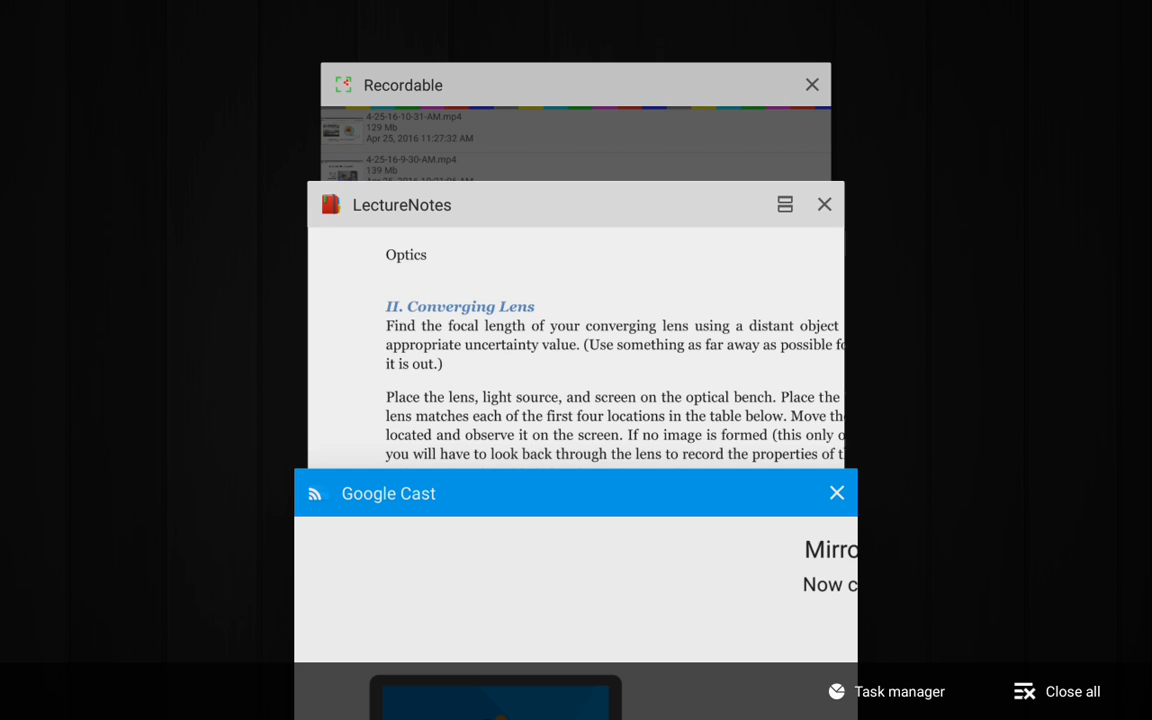 Recordable
4-25-16-10-31-AM.mp4
129 Mb
Apr 25, 2016 11:27:32 AM
4-25-16-9-30-AM.mp4
139 Mb
LectureNotes
Optics
II. Converging Lens
Find the focal length of your converging lens using a distant object
appropriate uncertainty value. (Use something as far away as possible fo
it is out.)
Place the lens, light source, and screen on the optical bench. Place the
lens matches each of the first four locations in the table below. Move the
located and observe it on the screen. If no image is formed (this only o
you will have to look back through the lens to record the properties of t
Google Cast
Mirro
Now c
Task manager
Close all